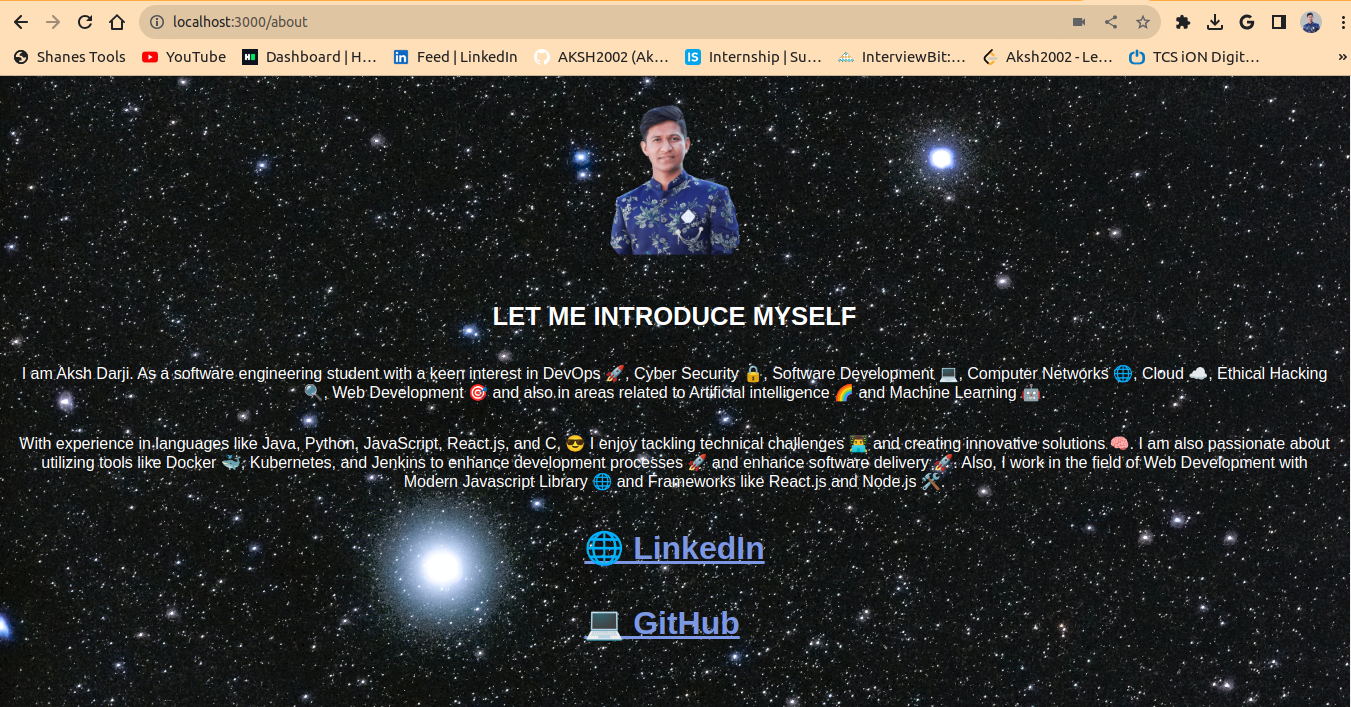 localhost:3000/about
Shanes Tools YouTube Dashboard | H… Feed | LinkedIn AKSH2002 (Ak… Internship | Su… InterviewBit:… Aksh2002 - Le… TCS iON Digit… »
LET ME INTRODUCE MYSELF
I am Aksh Darji. As a software engineering student with a keen interest in DevOps 🚀, Cyber Security 🔒, Software Development 💻, Computer Networks 🌐, Cloud ☁️, Ethical Hacking
🔍, Web Development 🎯 and also in areas related to Artificial intelligence 🌈 and Machine Learning 🤖.
With experience in languages like Java, Python, JavaScript, React.js, and C, 😎 I enjoy tackling technical challenges 👨‍💻 and creating innovative solutions 🧠. I am also passionate about
utilizing tools like Docker 🐳, Kubernetes, and Jenkins to enhance development processes 🚀 and enhance software delivery 🚀. Also, I work in the field of Web Development with
Modern Javascript Library 🌐 and Frameworks like React.js and Node.js 🛠️
🌐 LinkedIn
💻 GitHub